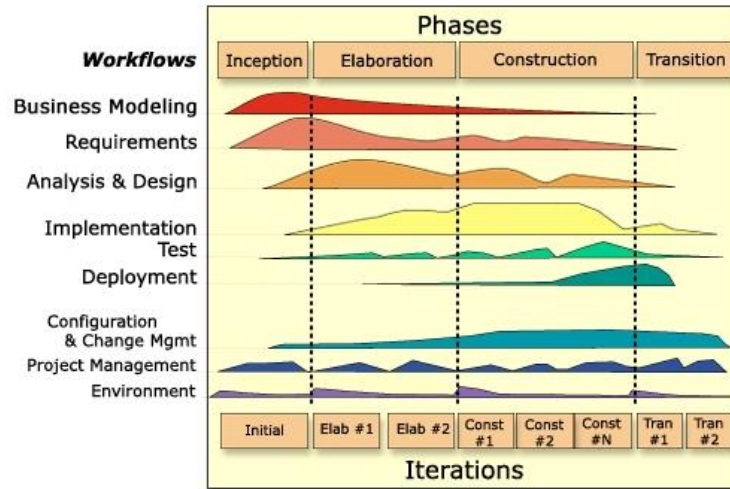 Phases
Workflows
Inception
Elaboration
Construction
Transition
Business Modeling
Requirements
Analysis & Design
Implementation
Test
Deployment
Configuration
& Change Mgmt
Project Management
Environment
Initial
Elab #1
Elab #2
Const
#1
Const
#2
Const
#N
Tran
#1
Tran
#2
Iterations